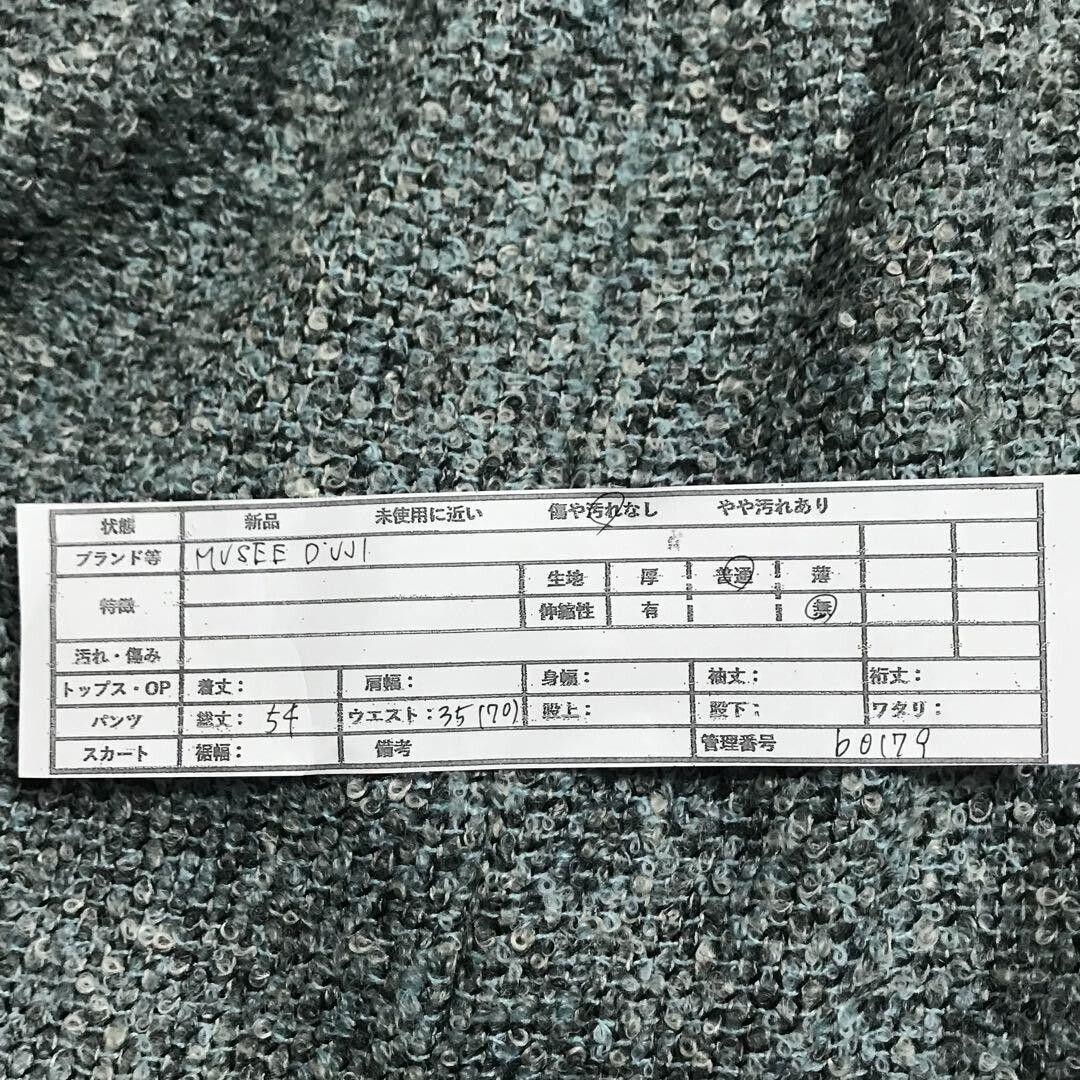 状態 新品 未使用に近い 傷や汚れなし やや汚れあり
ブランド等 MUSEE D'UJI
特徴 生地 厚 普通 薄
伸縮性 有 無
汚れ・傷み
トップス・OP 着丈: 肩幅: 身幅: 袖丈: 裄丈:
パンツ 総丈: 54 ウエスト: 35(70) 股上: 股下: ワタリ:
スカート 裾幅: 備考 管理番号 b0179